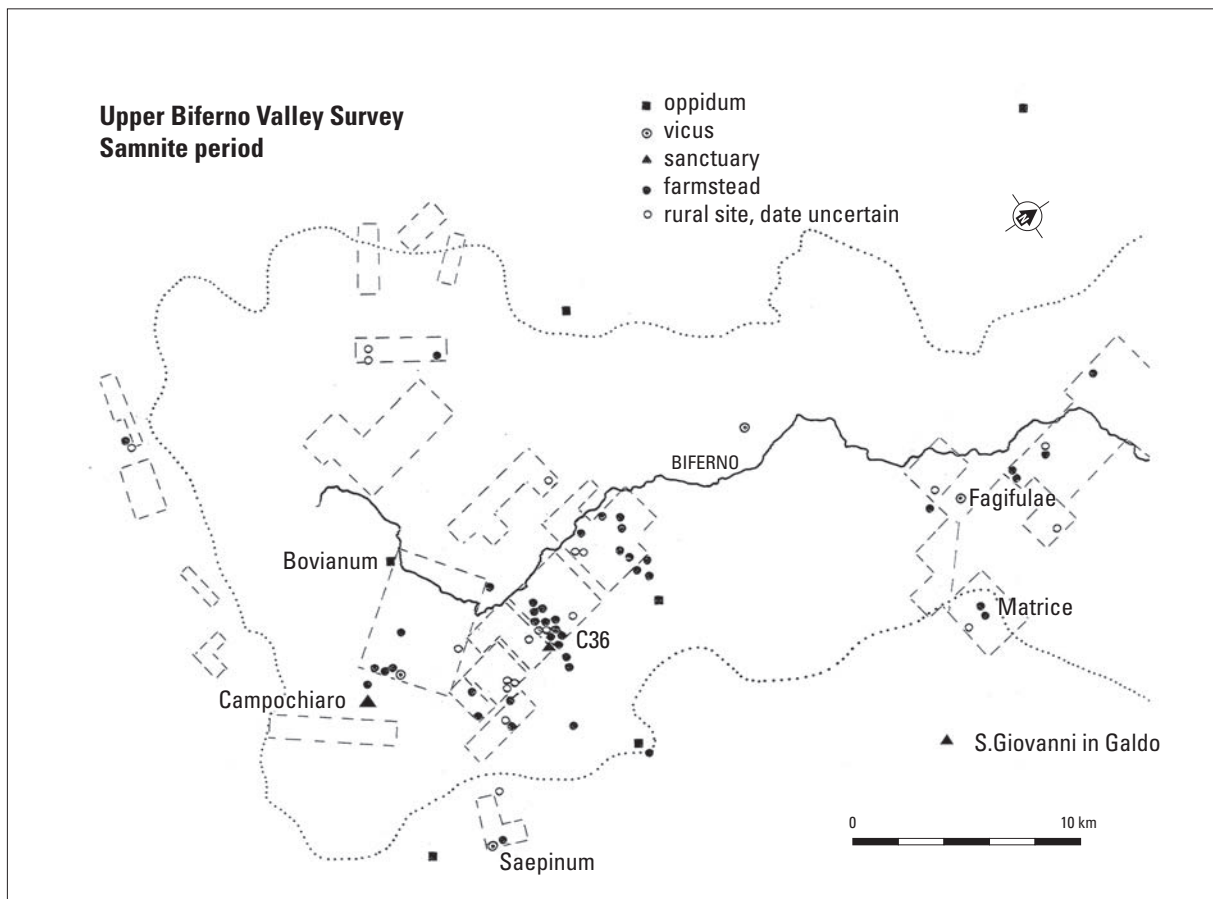 Upper Biferno Valley Survey
Samnite period
oppidum
vicus
sanctuary
farmstead
rural site, date uncertain
N
BIFERNO
Fagifulae
Bovianum
Matrice
C36
Campochiaro
S.Giovanni in Galdo
0 10 km
Saepinum